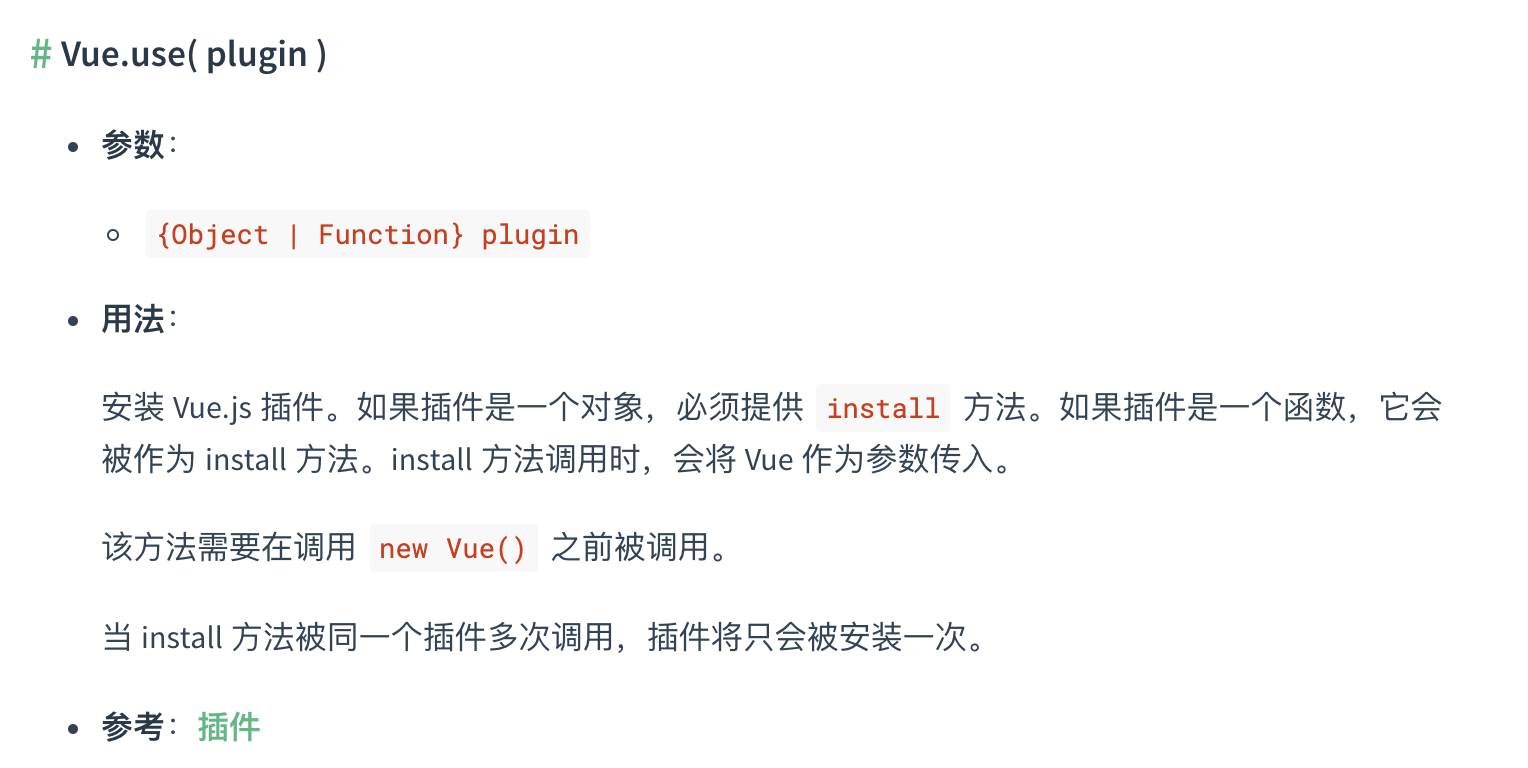 # Vue.use( plugin )
参数：
{Object | Function} plugin
用法：
安装 Vue.js 插件。如果插件是一个对象，必须提供 install 方法。如果插件是一个函数，它会
被作为 install 方法。install 方法调用时，会将 Vue 作为参数传入。
该方法需要在调用 new Vue() 之前被调用。
当 install 方法被同一个插件多次调用，插件将只会被安装一次。
参考：插件